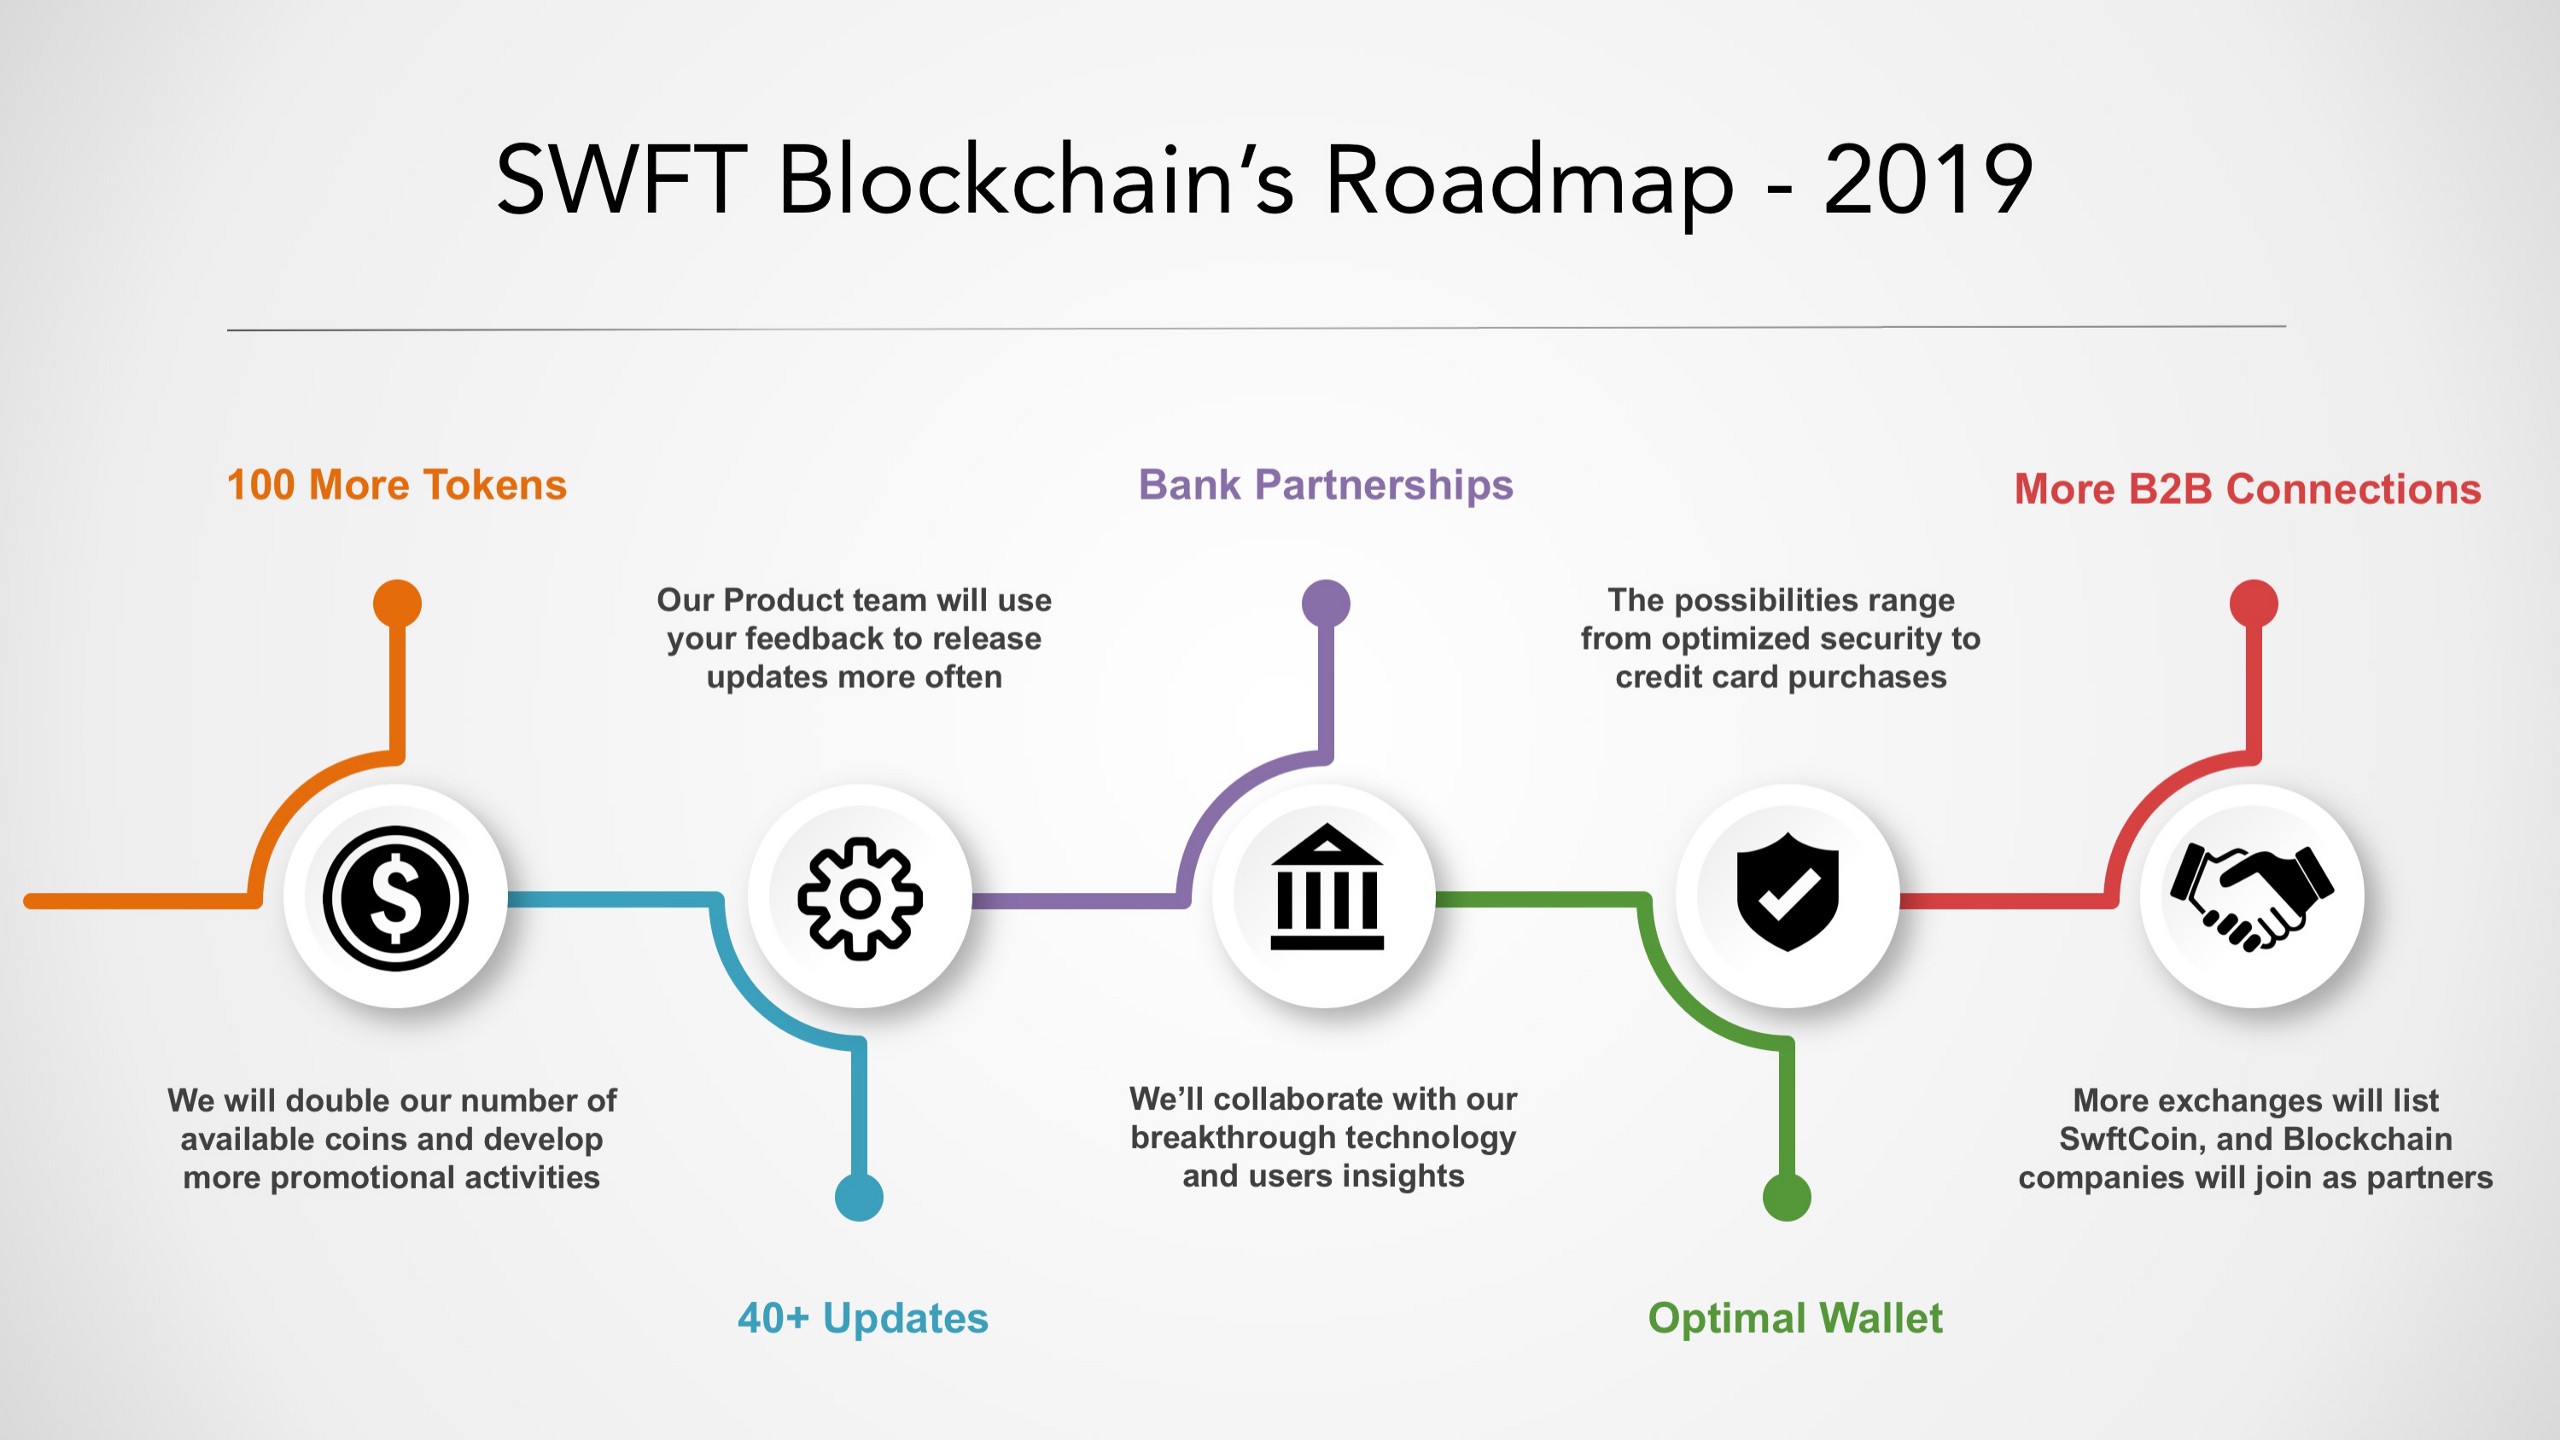 SWFT Blockchain’s Roadmap - 2019
100 More Tokens
We will double our number of
available coins and develop
more promotional activities
Our Product team will use
your feedback to release
updates more often
40+ Updates
Bank Partnerships
We’ll collaborate with our
breakthrough technology
and users insights
The possibilities range
from optimized security to
credit card purchases
Optimal Wallet
More B2B Connections
More exchanges will list
SwftCoin, and Blockchain
companies will join as partners